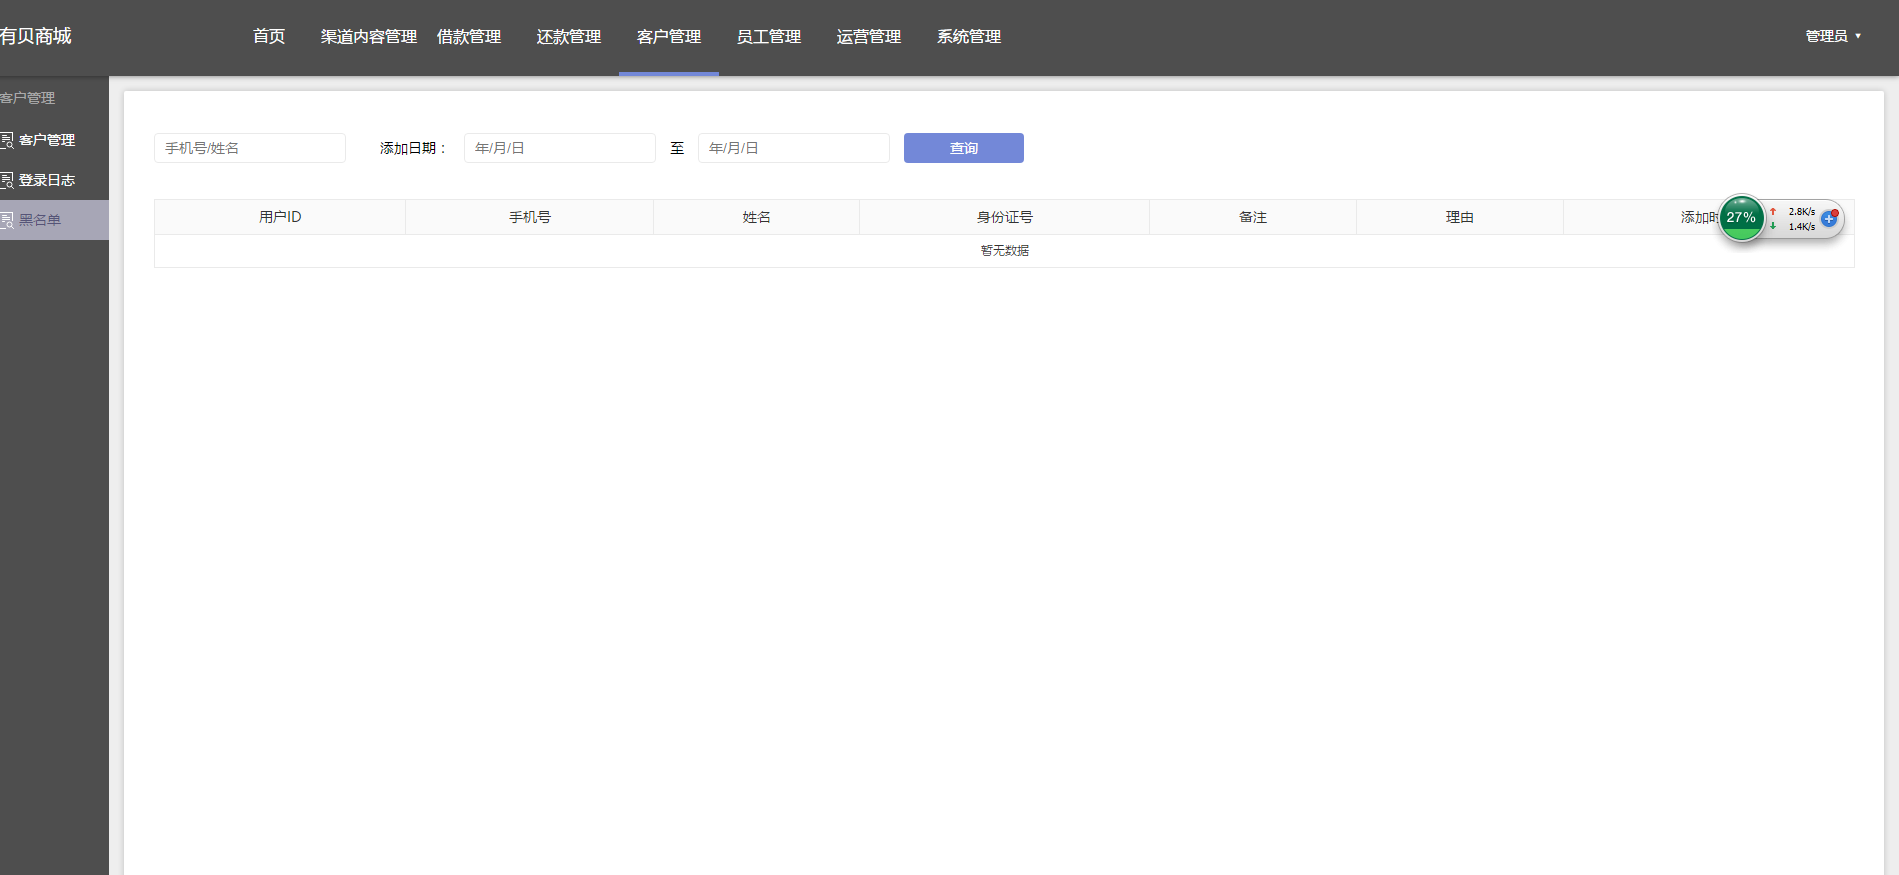 有贝商城
首页 渠道内容管理 借款管理 还款管理 客户管理 员工管理 运营管理 系统管理
管理员
客户管理
客户管理
登录日志
黑名单
手机号/姓名 添加日期： 年/月/日 至 年/月/日 查询
用户ID 手机号 姓名 身份证号 备注 理由 添加时
暂无数据
27% 2.8K/s
1.4K/s